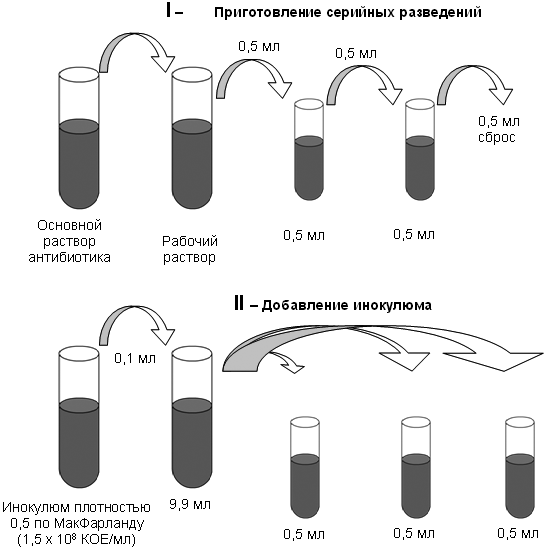 I – Приготовление серийных разведений
0,5 мл
0,5 мл
0,5 мл
сброс
Основной
раствор
антибиотика
Рабочий
раствор
0,5 мл
0,5 мл
II – Добавление инокулюма
0,1 мл
Инокулюм плотностью
0,5 по МакФарланду
(1,5 х 10⁸ КОЕ/мл)
9,9 мл
0,5 мл
0,5 мл
0,5 мл